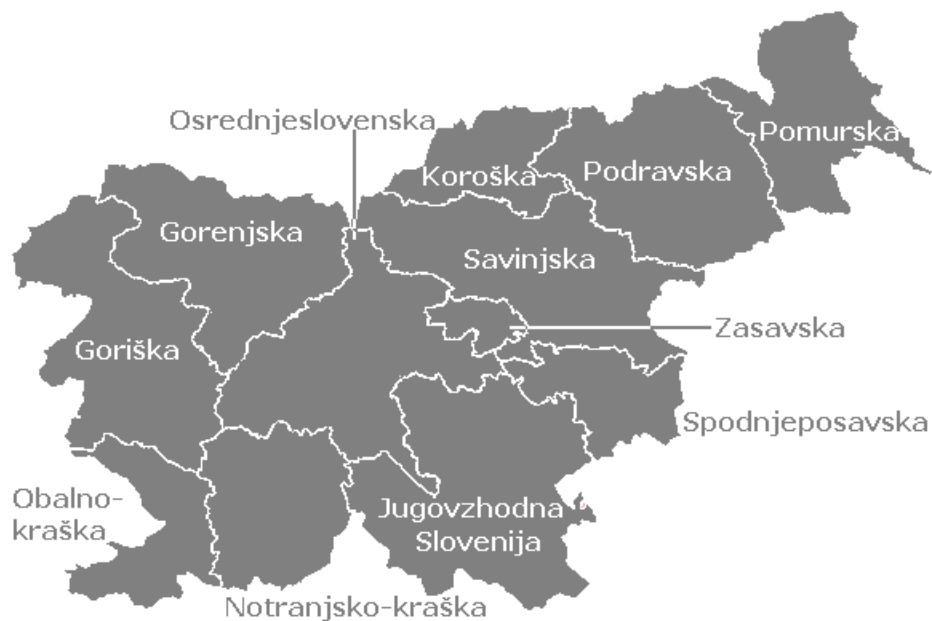 Pomurska
Osrednjeslovenska
Koroška
Podravska
Gorenjska
Savinjska
Zasavska
Goriška
Spodnjeposavska
Obalno-
kraška
Jugovzhodna
Slovenija
Notranjsko-kraška